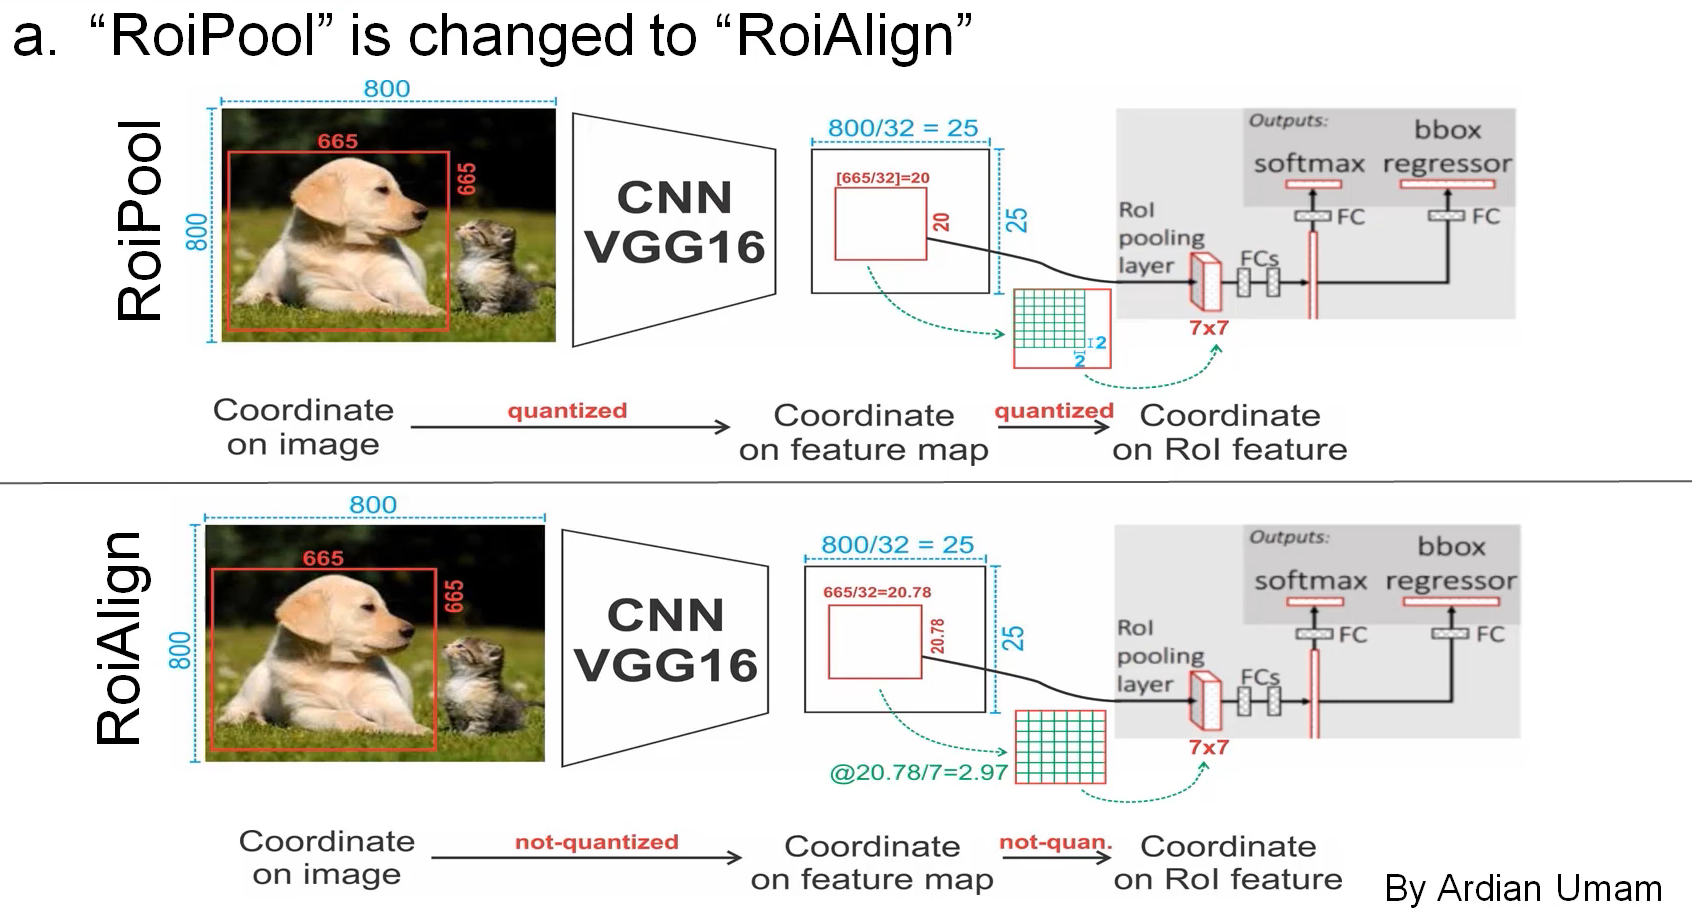 a. “RoiPool” is changed to “RoiAlign”
RoiPool
800
800
665
665
CNN
VGG16
800/32 = 25
25
[665/32]=20
20
2
2
RoI
pooling
layer
7x7
FCs
Outputs:
softmax
bbox
regressor
FC
FC
Coordinate
on image
quantized
Coordinate
on feature map
quantized
Coordinate
on RoI feature
RoiAlign
800
800
665
665
CNN
VGG16
800/32 = 25
25
665/32=20.78
20.78
@20.78/7=2.97
RoI
pooling
layer
7x7
FCs
Outputs:
softmax
bbox
regressor
FC
FC
Coordinate
on image
not-quantized
Coordinate
on feature map
not-quan.
Coordinate
on RoI feature
By Ardian Umam